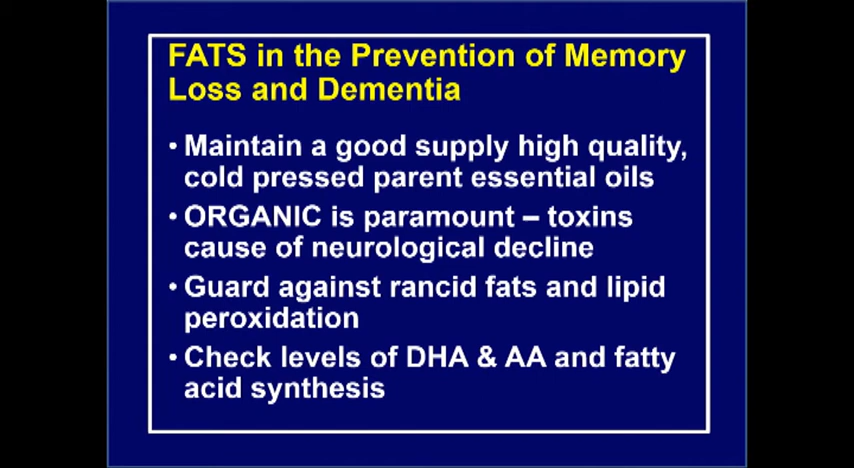 FATS in the Prevention of Memory
Loss and Dementia
• Maintain a good supply high quality,
cold pressed parent essential oils
• ORGANIC is paramount – toxins
cause of neurological decline
• Guard against rancid fats and lipid
peroxidation
• Check levels of DHA & AA and fatty
acid synthesis